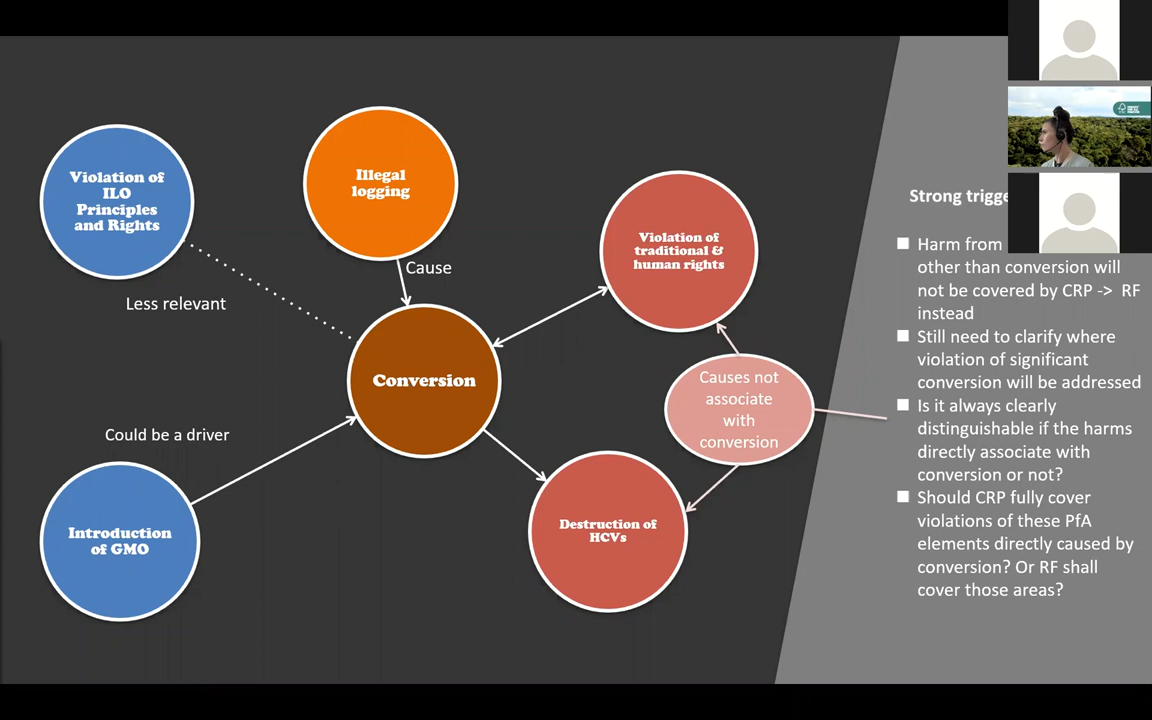 Violation of
ILO
Principles
and Rights
Illegal
logging
Cause
Violation of
traditional &
human rights
Less relevant
Conversion
Causes not
associate
with
conversion
Could be a driver
Introduction
of GMO
Destruction of
HCVs
Strong
Harm from
other than conversion will
not be covered by CRP -> RF
instead
Still need to clarify where
violation of significant
conversion will be addressed
Is it always clearly
distinguishable if the harms
directly associate with
conversion or not?
Should CRP fully cover
violations of these PfA
elements directly caused by
conversion? Or RF shall
cover those areas?